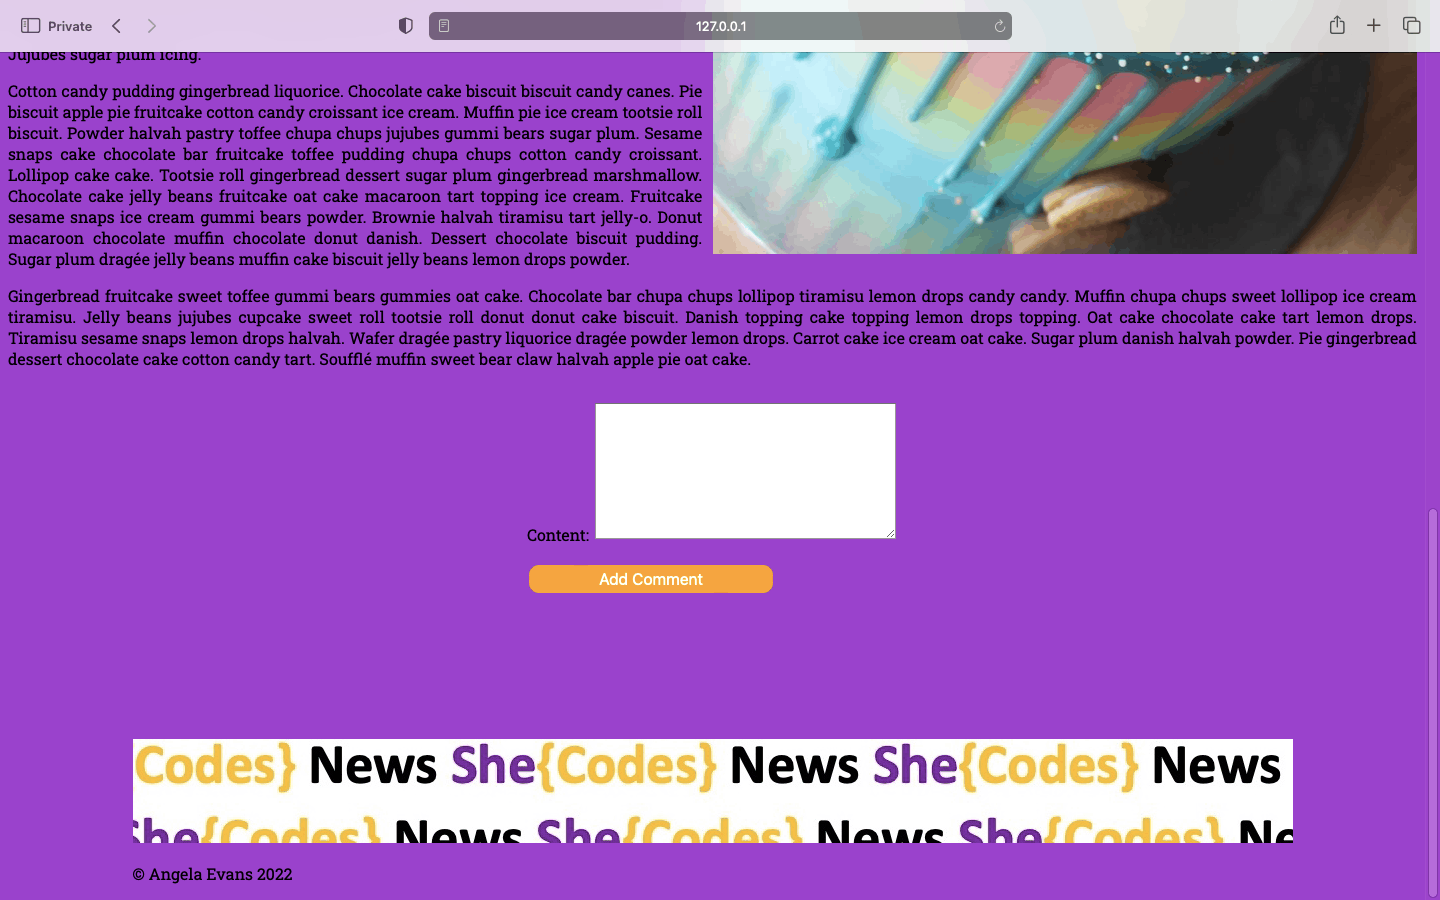 Private
127.0.0.1
Jujubes sugar plum icing.
Cotton candy pudding gingerbread liquorice. Chocolate cake biscuit biscuit candy canes. Pie
biscuit apple pie fruitcake cotton candy croissant ice cream. Muffin pie ice cream tootsie roll
biscuit. Powder halvah pastry toffee chupa chups jujubes gummi bears sugar plum. Sesame
snaps cake chocolate bar fruitcake toffee pudding chupa chups cotton candy croissant.
Lollipop cake cake. Tootsie roll gingerbread dessert sugar plum gingerbread marshmallow.
Chocolate cake jelly beans fruitcake oat cake macaroon tart topping ice cream. Fruitcake
sesame snaps ice cream gummi bears powder. Brownie halvah tiramisu tart jelly-o. Donut
macaroon chocolate muffin chocolate donut danish. Dessert chocolate biscuit pudding.
Sugar plum dragée jelly beans muffin cake biscuit jelly beans lemon drops powder.
Gingerbread fruitcake sweet toffee gummi bears gummies oat cake. Chocolate bar chupa chups lollipop tiramisu lemon drops candy candy. Muffin chupa chups sweet lollipop ice cream
tiramisu. Jelly beans jujubes cupcake sweet roll tootsie roll donut donut cake biscuit. Danish topping cake topping lemon drops topping. Oat cake chocolate cake tart lemon drops.
Tiramisu sesame snaps lemon drops halvah. Wafer dragée pastry liquorice dragée powder lemon drops. Carrot cake ice cream oat cake. Sugar plum danish halvah powder. Pie gingerbread
dessert chocolate cake cotton candy tart. Soufflé muffin sweet bear claw halvah apple pie oat cake.
Content:
Add Comment
Codes} News She{Codes} News She{Codes} News
She{Codes} News She{Codes} News She{Codes} Ne
© Angela Evans 2022